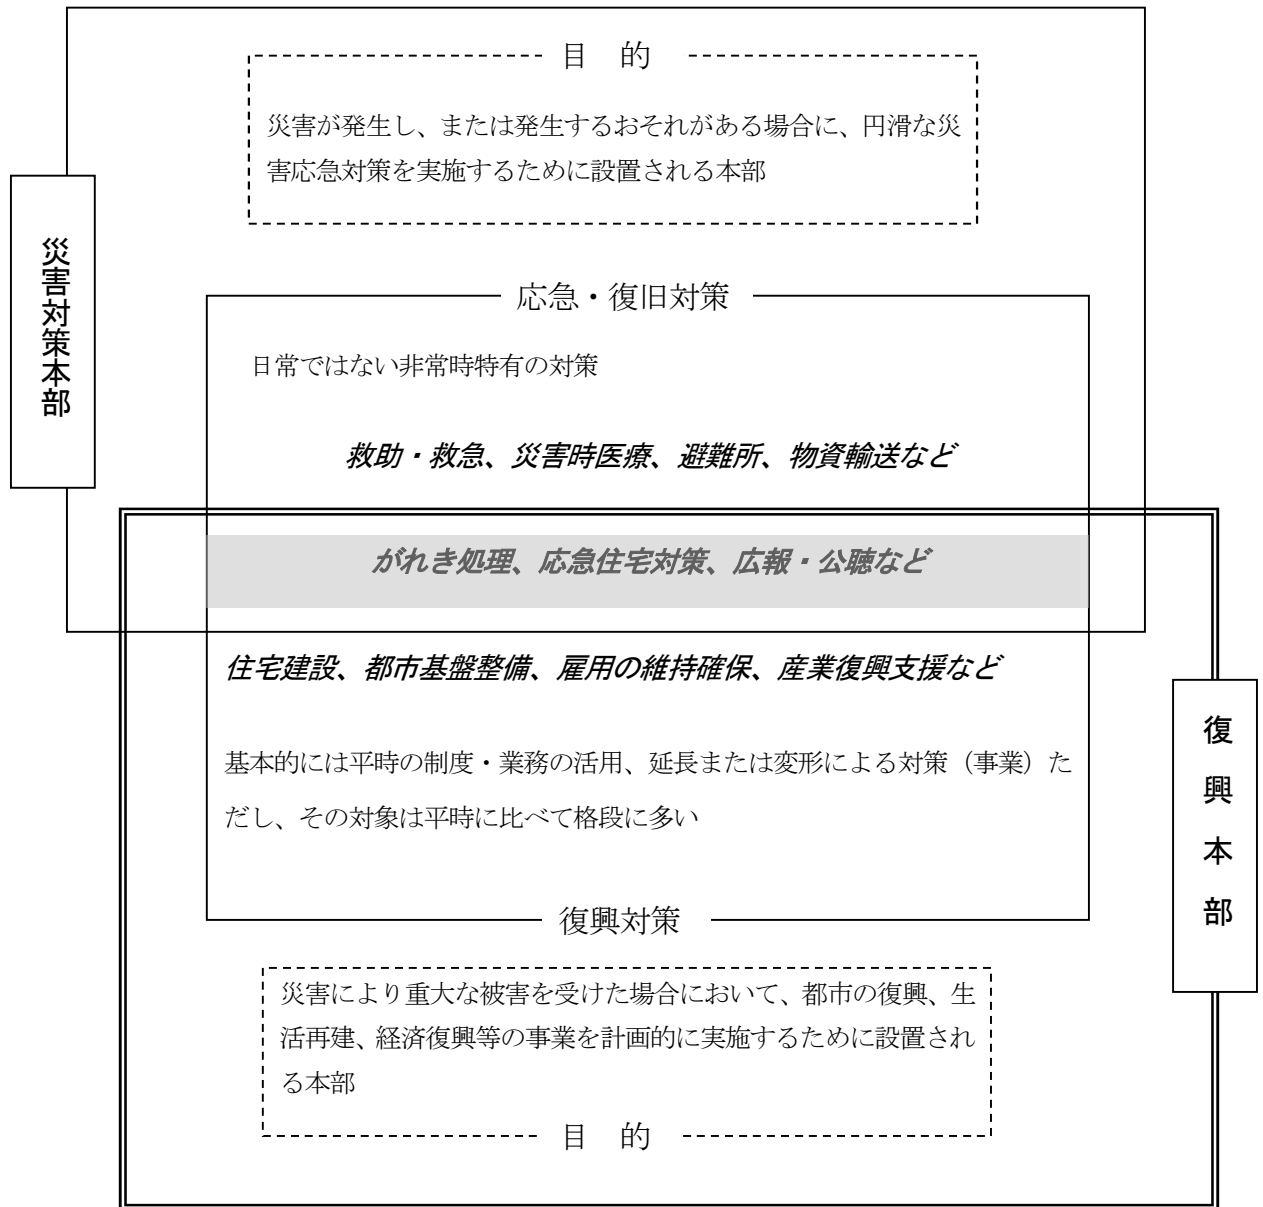 目　的
災害が発生し、または発生するおそれがある場合に、円滑な災
害応急対策を実施するために設置される本部
災害対策本部
応急・復旧対策
日常ではない非常時特有の対策
救助・救急、災害時医療、避難所、物資輸送など
がれき処理、応急住宅対策、広報・公聴など
住宅建設、都市基盤整備、雇用の維持確保、産業復興支援など
基本的には平時の制度・業務の活用、延長または変形による対策（事業）た
だし、その対象は平時に比べて格段に多い
復興本部
復興対策
災害により重大な被害を受けた場合において、都市の復興、生
活再建、経済復興等の事業を計画的に実施するために設置され
る本部
目　的